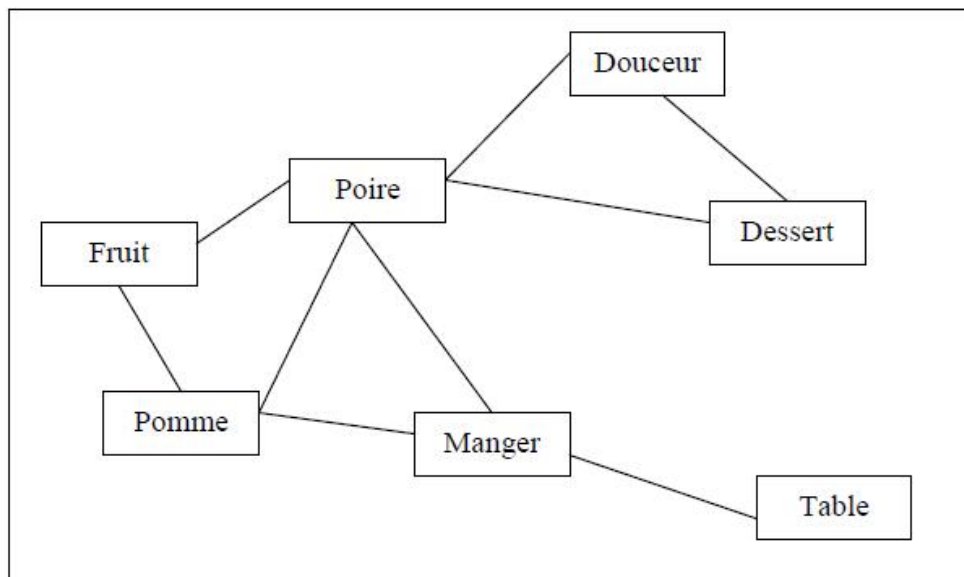 Douceur
Poire
Dessert
Fruit
Pomme
Manger
Table